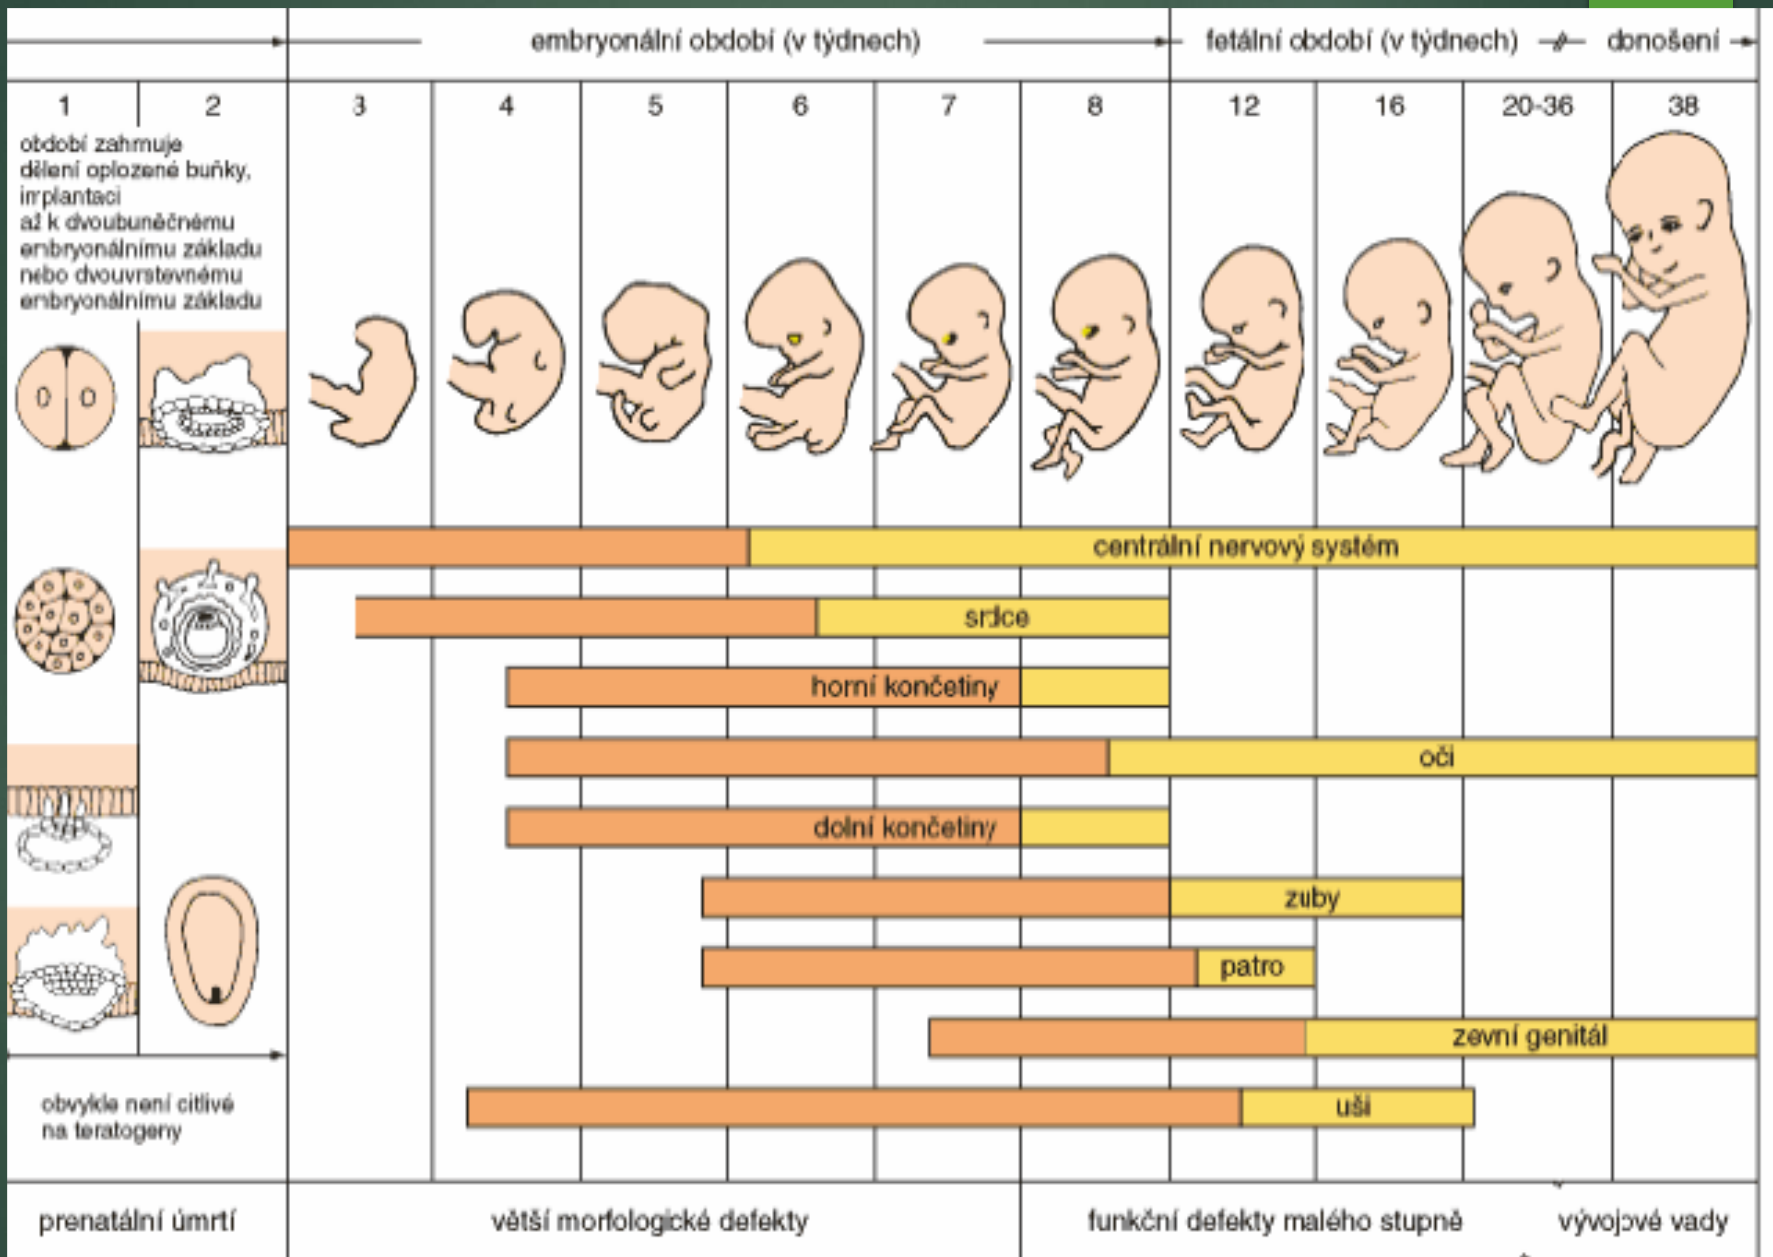 embryonální období (v týdnech)
fetální období (v týdnech)
donošení
1
2
3
4
5
6
7
8
12
16
20-36
38
období zahrnuje
dělení oplozené buňky,
implantaci
až k dvoubuněčnému
embryonálnímu základu
nebo dvouvrstevnému
embryonálnímu základu
centrální nervový systém
srdce
horní končetiny
oči
dolní končetiny
zuby
patro
zevní genitál
uši
obvykle není citlivé
na teratogeny
prenatální úmrtí
větší morfologické defekty
funkční defekty malého stupně
vývojové vady